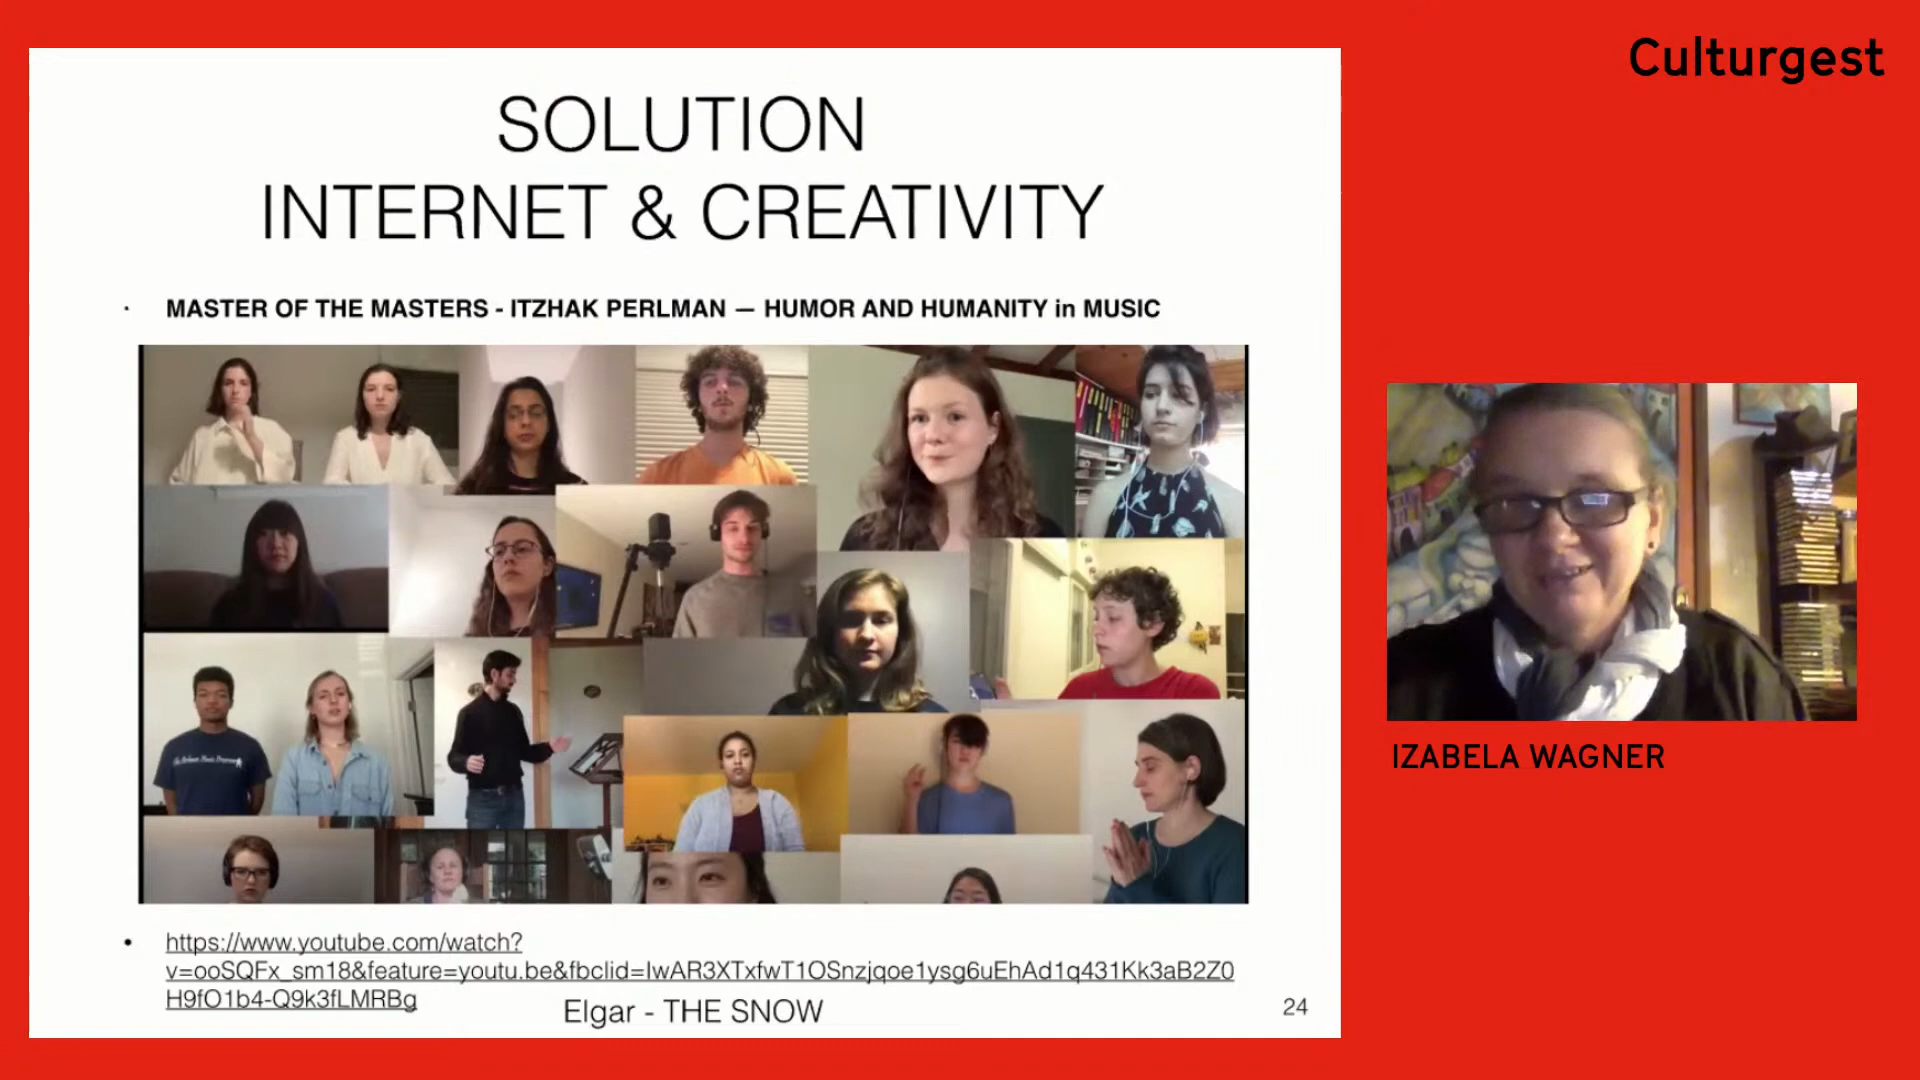 Culturgest
SOLUTION
INTERNET & CREATIVITY
· MASTER OF THE MASTERS - ITZHAK PERLMAN — HUMOR AND HUMANITY in MUSIC
• https://www.youtube.com/watch?
v=ooSQFx_sm18&feature=youtu.be&fbclid=IwAR3XTxfwT1OSnzjqoe1ysg6uEhAd1q431Kk3aB2Z0
H9fO1b4-Q9k3fLMRBg
Elgar - THE SNOW
24
IZABELA WAGNER